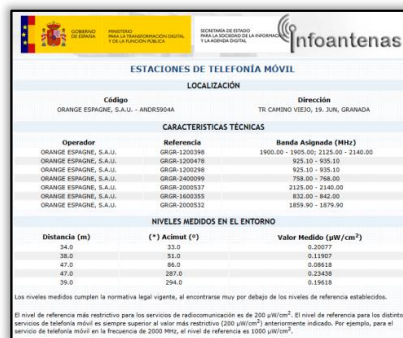 GOBIERNO DE ESPAÑA
MINISTERIO PARA LA TRANSFORMACIÓN DIGITAL Y DE LA FUNCIÓN PÚBLICA
SECRETARÍA DE ESTADO PARA LA SOCIEDAD DE LA INFORMACIÓN Y LA AGENDA DIGITAL
Infoantenas
ESTACIONES DE TELEFONÍA MÓVIL
LOCALIZACIÓN
Código Dirección
ORANGE ESPAGNE, S.A.U. - ANDR5904A TR CAMINO VIEJO, 19. JUN, GRANADA
CARACTERISTICAS TÉCNICAS
Operador Referencia Banda Asignada (MHz)
ORANGE ESPAGNE, S.A.U. GRGR-1200398 1900.00 - 1905.00; 2125.00 - 2140.00
ORANGE ESPAGNE, S.A.U. GRGR-1200478 925.10 - 935.10
ORANGE ESPAGNE, S.A.U. GRGR-1200298 925.10 - 935.10
ORANGE ESPAGNE, S.A.U. GRGR-2400099 758.00 - 768.00
ORANGE ESPAGNE, S.A.U. GRGR-2000537 2125.00 - 2140.00
ORANGE ESPAGNE, S.A.U. GRGR-1600355 832.00 - 842.00
ORANGE ESPAGNE, S.A.U. GRGR-2000532 1859.90 - 1879.90
NIVELES MEDIDOS EN EL ENTORNO
Distancia (m) (*) Acimut (º) Valor Medido (µW/cm²)
34.0 33.0 0.20077
38.0 51.0 0.11907
47.0 86.0 0.08618
47.0 287.0 0.23438
39.0 294.0 0.19618
Los niveles medidos cumplen la normativa legal vigente, al encontrarse muy por debajo de los niveles de referencia establecidos.
El nivel de referencia más restrictivo para los servicios de radiocomunicación es de 200 µW/cm². El nivel de referencia para los distinto
servicios de telefonía móvil es siempre superior al valor más restrictivo (200 µW/cm²) anteriormente indicado. Por ejemplo, para el
servicio de telefonía móvil en la frecuencia de 2000 MHz, el nivel de referencia es 1000 µW/cm².